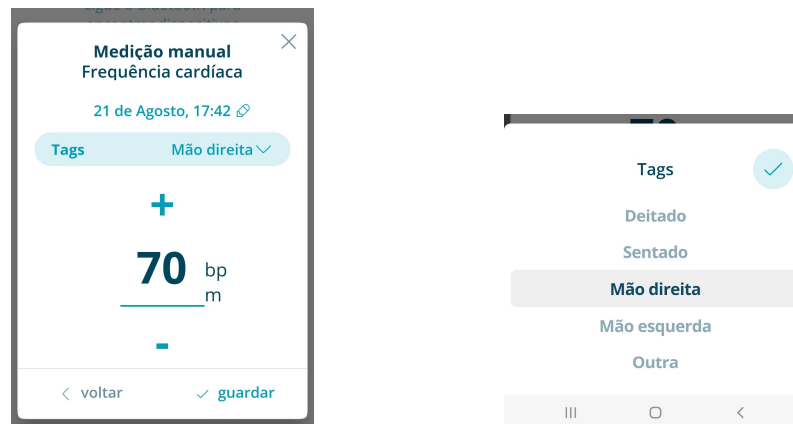 Medição manual
Frequência cardíaca
21 de Agosto, 17:42
Tags Mão direita
+
70 bp
m
-
voltar guardar
Tags
Deitado
Sentado
Mão direita
Mão esquerda
Outra